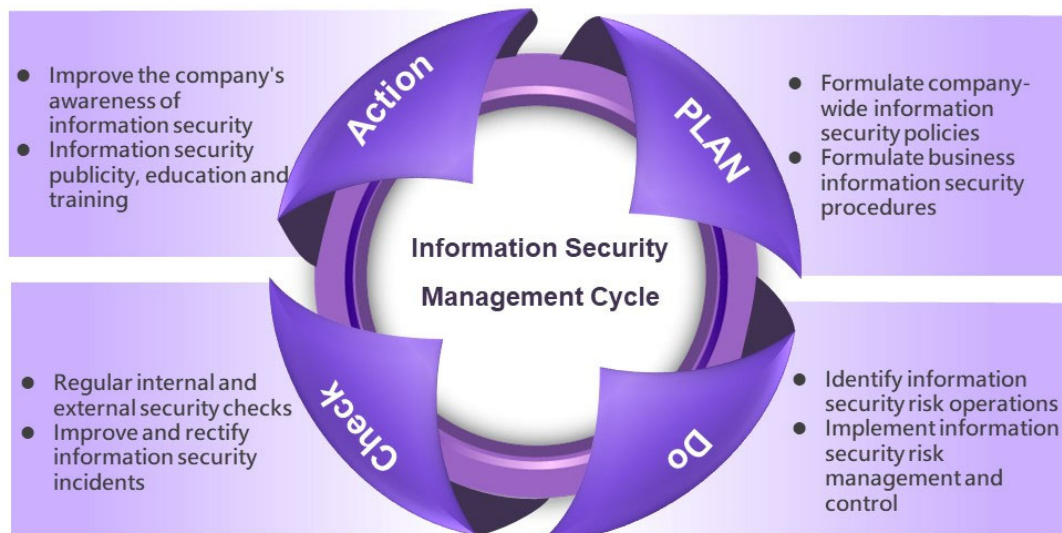 Action
● Improve the company's
awareness of
information security
● Information security
publicity, education and
training
PLAN
● Formulate company-
wide information
security policies
● Formulate business
information security
procedures
Information Security
Management Cycle
Check
● Regular internal and
external security checks
● Improve and rectify
information security
incidents
Do
● Identify information
security risk operations
● Implement information
security risk
management and
control